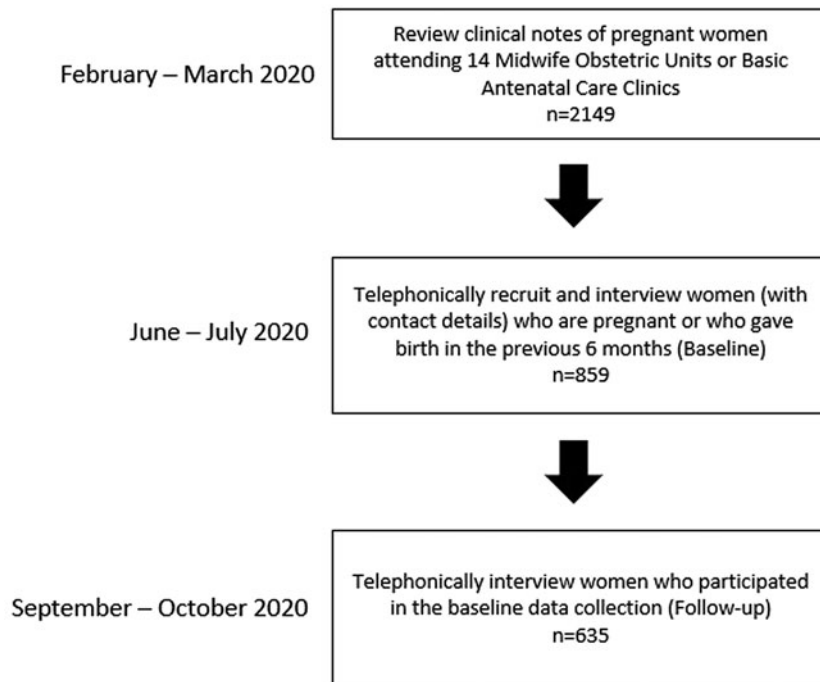 February – March 2020
Review clinical notes of pregnant women
attending 14 Midwife Obstetric Units or Basic
Antenatal Care Clinics
n=2149
June – July 2020
Telephonically recruit and interview women (with
contact details) who are pregnant or who gave
birth in the previous 6 months (Baseline)
n=859
September – October 2020
Telephonically interview women who participated
in the baseline data collection (Follow-up)
n=635